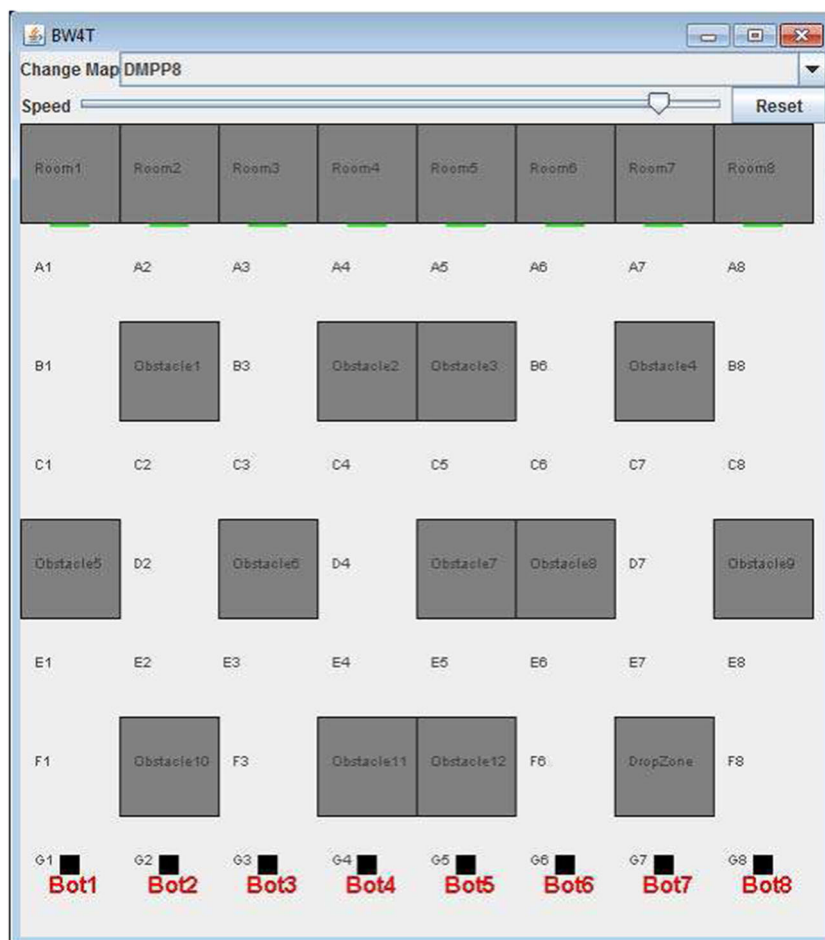 BW4T
Change Map DMPP8
Speed Reset
Room1 Room2 Room3 Room4 Room5 Room6 Room7 Room8
A1 A2 A3 A4 A5 A6 A7 A8
B1 Obstacle1 B3 Obstacle2 Obstacle3 B6 Obstacle4 B8
C1 C2 C3 C4 C5 C6 C7 C8
Obstacle5 D2 Obstacle6 D4 Obstacle7 Obstacle8 D7 Obstacle9
E1 E2 E3 E4 E5 E6 E7 E8
F1 Obstacle10 F3 Obstacle11 Obstacle12 F6 DropZone F8
G1 G2 G3 G4 G5 G6 G7 G8
Bot1 Bot2 Bot3 Bot4 Bot5 Bot6 Bot7 Bot8